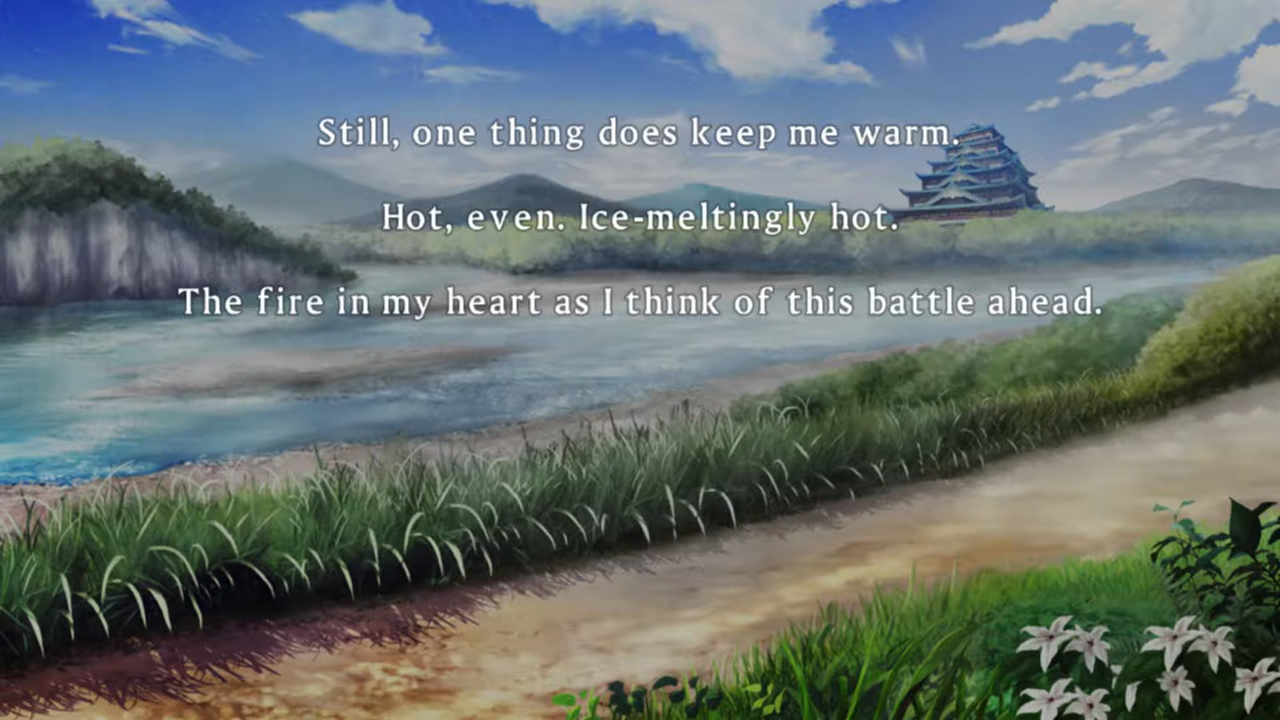 Still, one thing does keep me warm.
Hot, even. Ice-meltingly hot.
The fire in my heart as I think of this battle ahead.